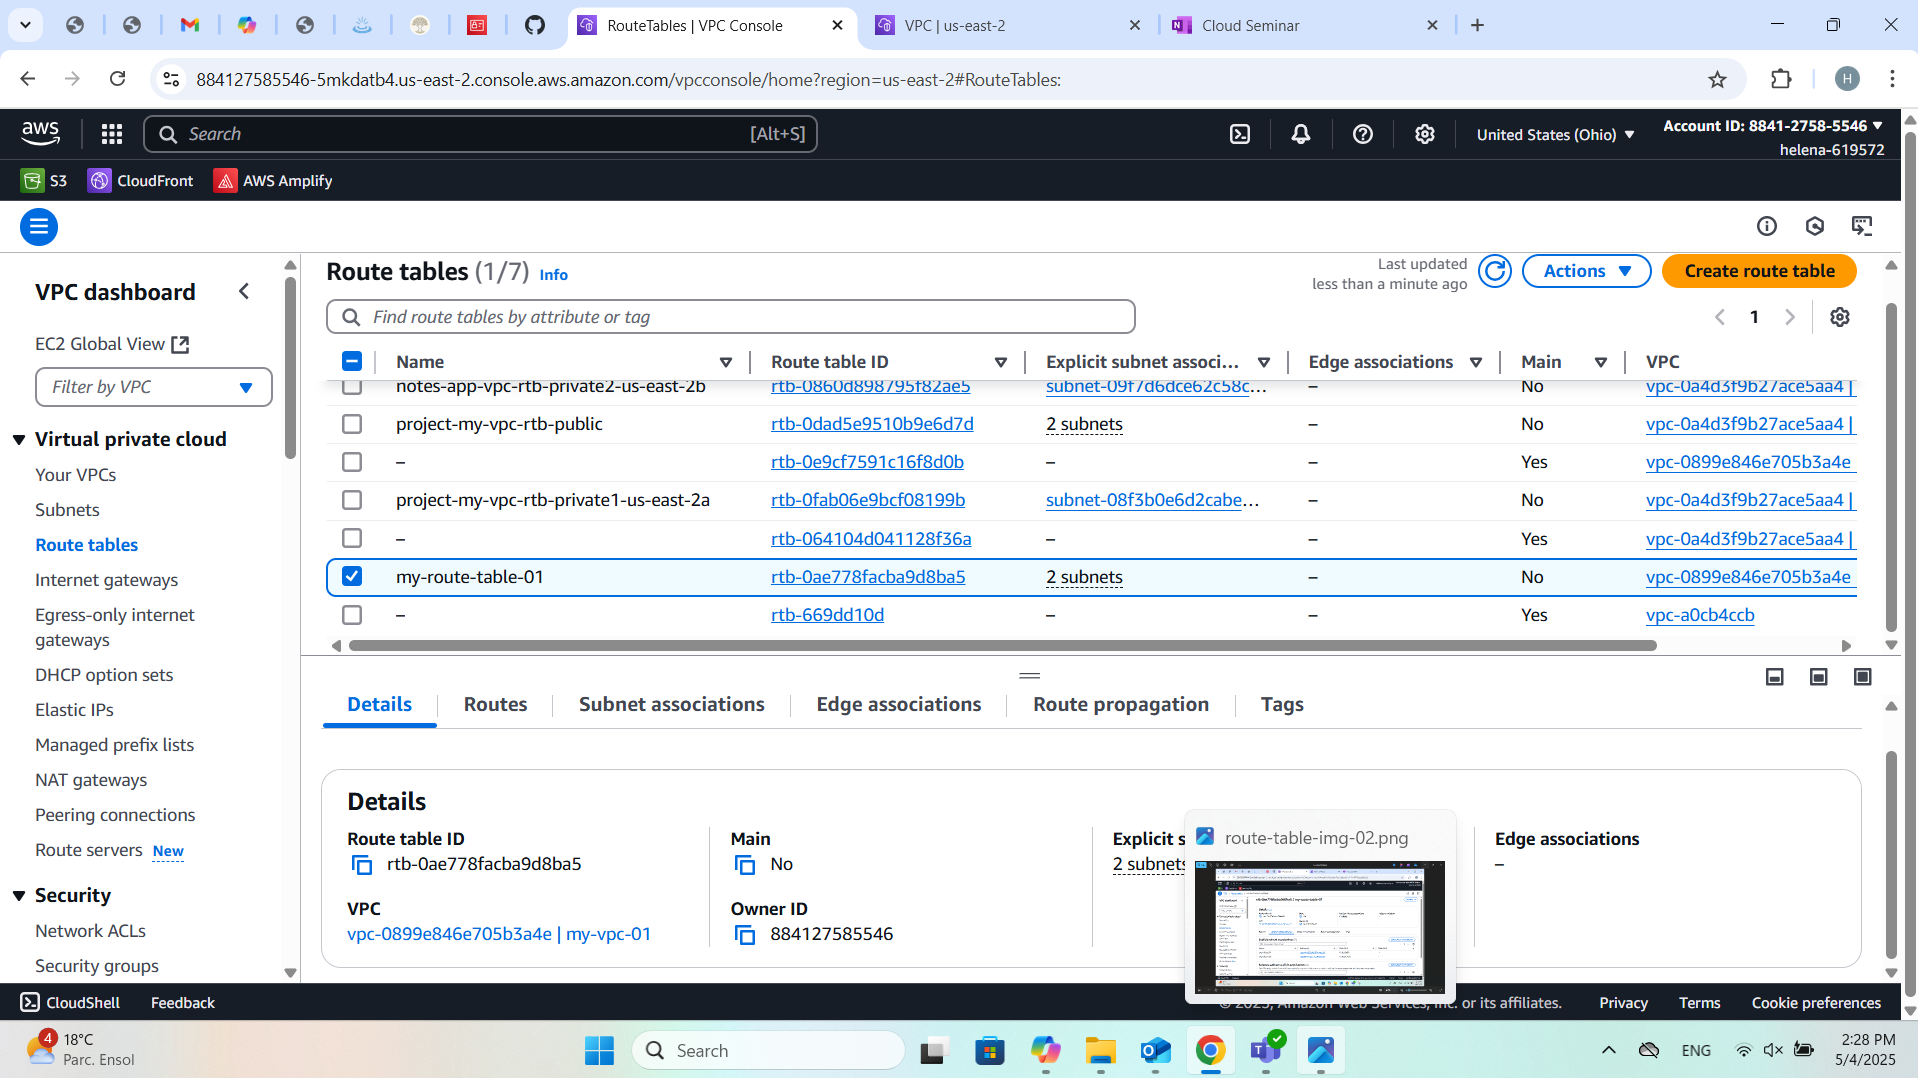 RouteTables | VPC Console
VPC | us-east-2
Cloud Seminar
884127585546-5mkdatb4.us-east-2.console.aws.amazon.com/vpcconsole/home?region=us-east-2#RouteTables:
H
aws
Search
[Alt+S]
United States (Ohio)
Account ID: 8841-2758-5546
helena-619572
S3
CloudFront
AWS Amplify
VPC dashboard
EC2 Global View
Filter by VPC
Virtual private cloud
Your VPCs
Subnets
Route tables
Internet gateways
Egress-only internet
gateways
DHCP option sets
Elastic IPs
Managed prefix lists
NAT gateways
Peering connections
Route servers New
Security
Network ACLs
Security groups
Route tables (1/7) Info
Last updated
less than a minute ago
Actions
Create route table
Find route tables by attribute or tag
1
Name Route table ID Explicit subnet associ... Edge associations Main VPC
notes-app-vpc-rtb-private2-us-east-2b rtb-0860d898795f82ae5 subnet-09f7d6dce62c58c... – No vpc-0a4d3f9b27ace5aa4 |
project-my-vpc-rtb-public rtb-0dad5e9510b9e6d7d 2 subnets – No vpc-0a4d3f9b27ace5aa4 |
– rtb-0e9cf7591c16f8d0b – – Yes vpc-0899e846e705b3a4e
project-my-vpc-rtb-private1-us-east-2a rtb-0fab06e9bcf08199b subnet-08f3b0e6d2cabe... – No vpc-0a4d3f9b27ace5aa4 |
– rtb-064104d041128f36a – – Yes vpc-0a4d3f9b27ace5aa4 |
my-route-table-01 rtb-0ae778facba9d8ba5 2 subnets – No vpc-0899e846e705b3a4e
– rtb-669dd10d – – Yes vpc-a0cb4ccb
Details Routes Subnet associations Edge associations Route propagation Tags
Details
Route table ID
rtb-0ae778facba9d8ba5
Main
No
Explicit s
2 subnets
Edge associations
–
VPC
vpc-0899e846e705b3a4e | my-vpc-01
Owner ID
884127585546
route-table-img-02.png
CloudShell
Feedback
© 2025, Amazon Web Services, Inc. or its affiliates.
Privacy
Terms
Cookie preferences
4
18°C
Parc. Ensol
Search
ENG
2:28 PM
5/4/2025